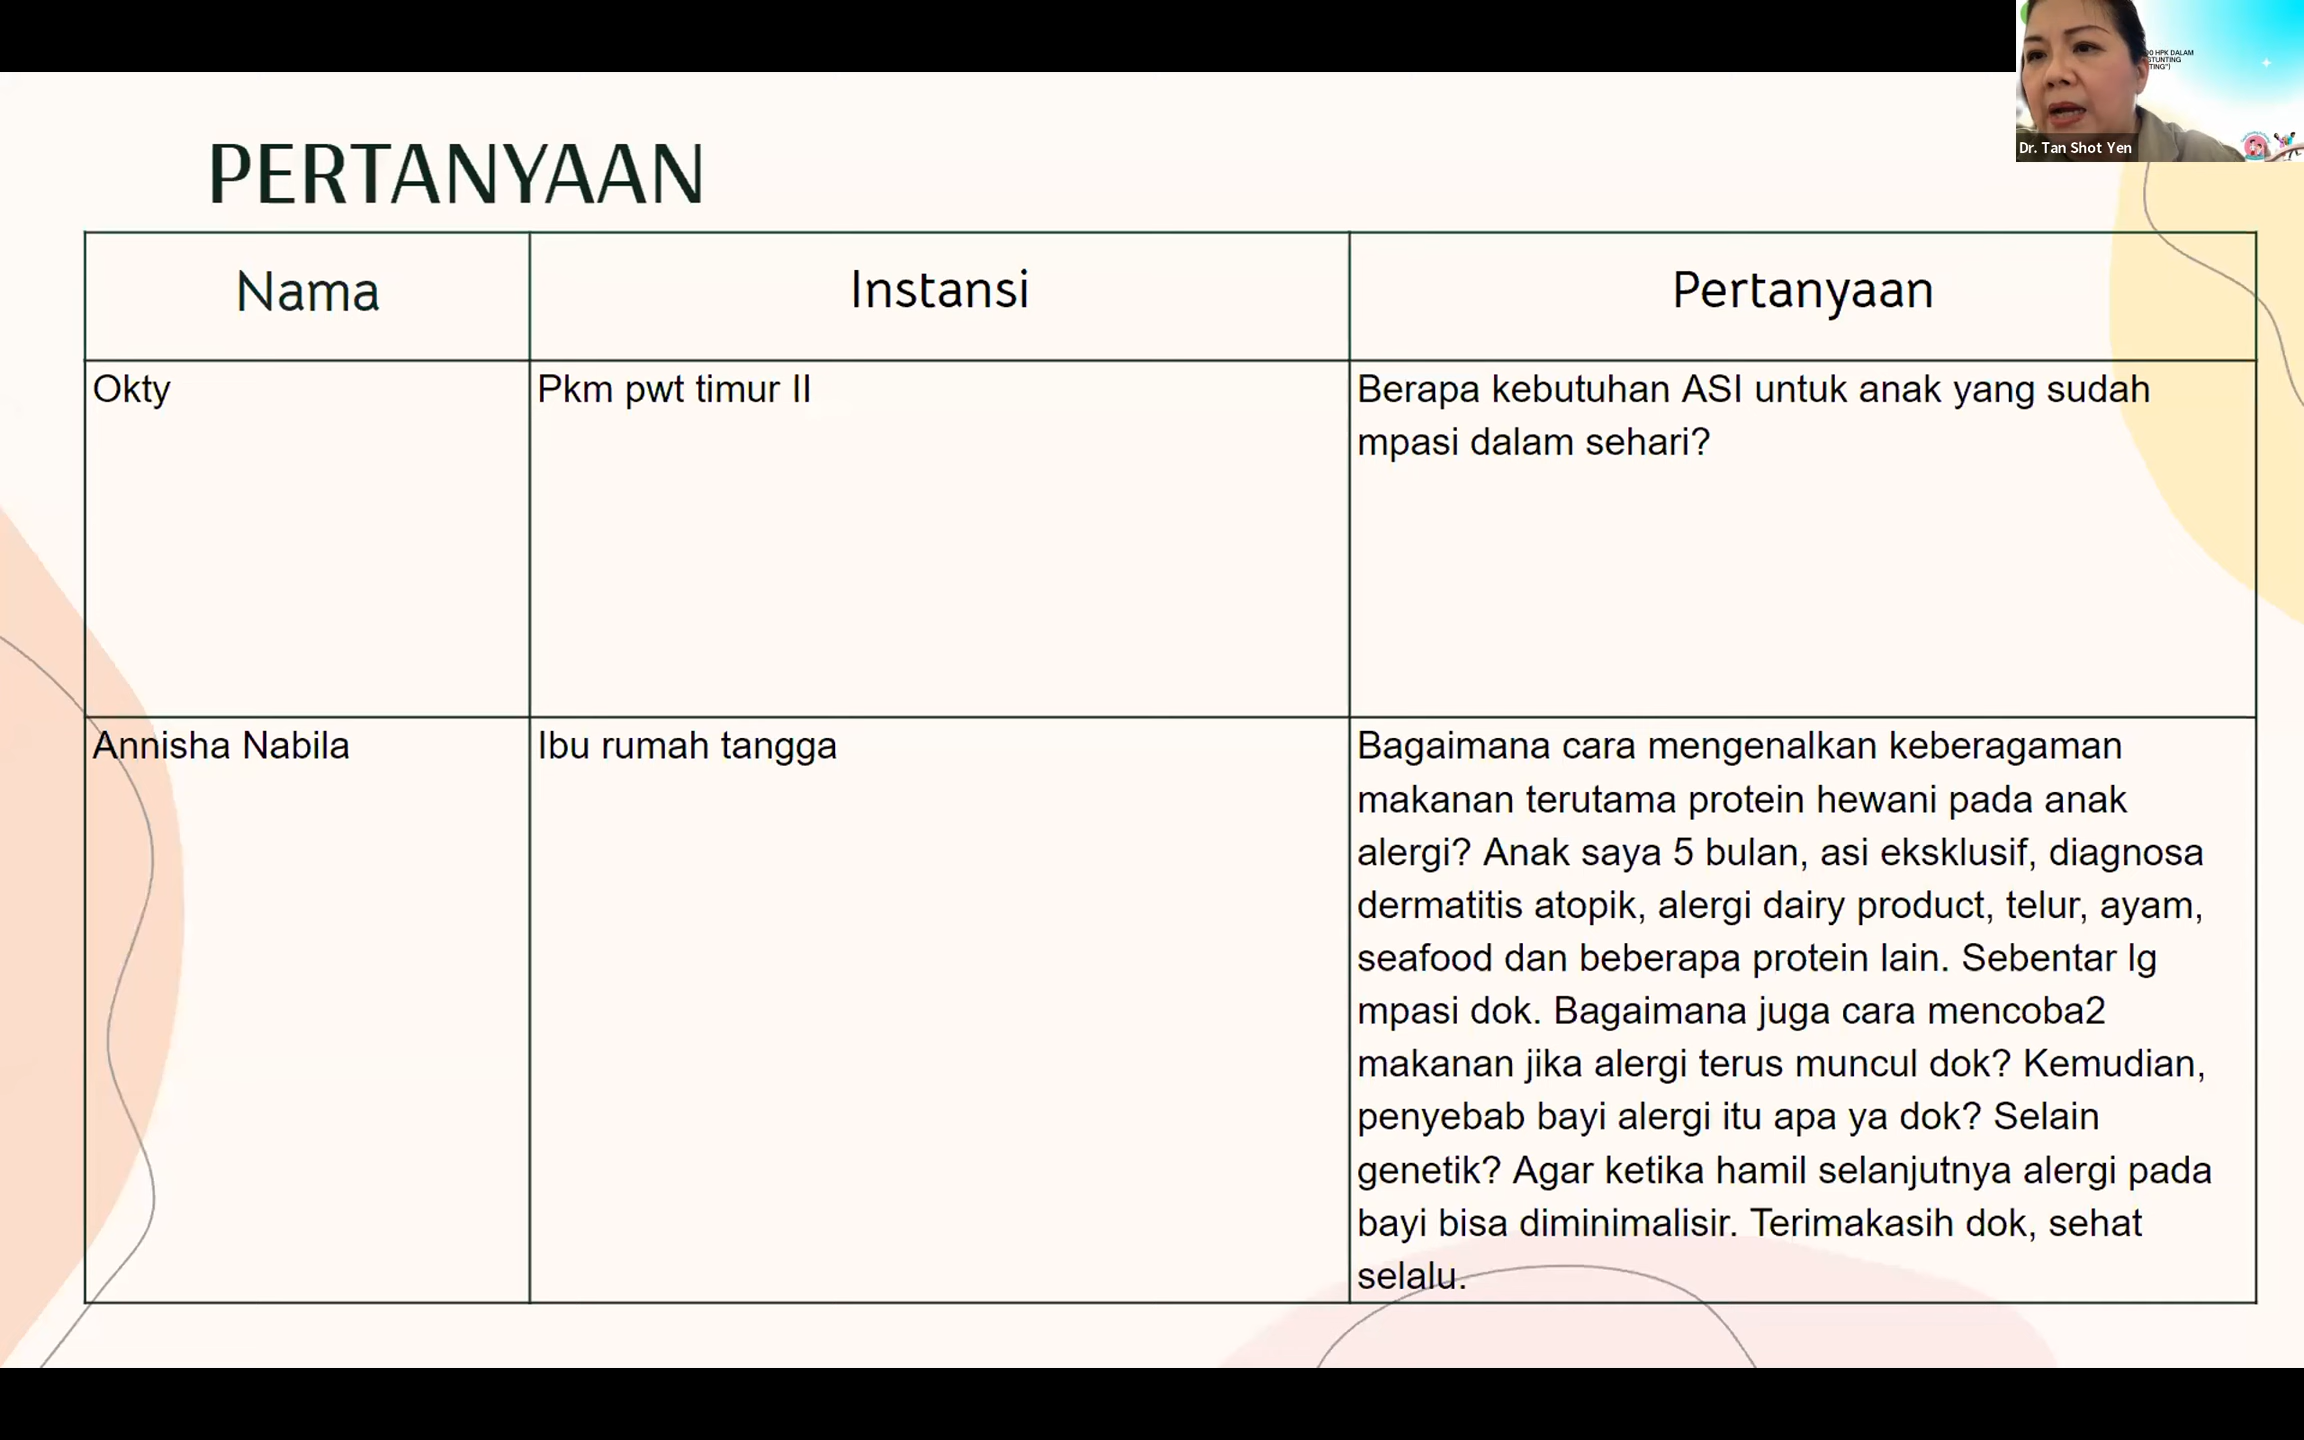 00 HPK DALAM
STUNTING
TING")
Dr. Tan Shot Yen
PERTANYAAN
Nama
Instansi
Pertanyaan
Okty
Pkm pwt timur II
Berapa kebutuhan ASI untuk anak yang sudah
mpasi dalam sehari?
Annisha Nabila
Ibu rumah tangga
Bagaimana cara mengenalkan keberagaman
makanan terutama protein hewani pada anak
alergi? Anak saya 5 bulan, asi eksklusif, diagnosa
dermatitis atopik, alergi dairy product, telur, ayam,
seafood dan beberapa protein lain. Sebentar lg
mpasi dok. Bagaimana juga cara mencoba2
makanan jika alergi terus muncul dok? Kemudian,
penyebab bayi alergi itu apa ya dok? Selain
genetik? Agar ketika hamil selanjutnya alergi pada
bayi bisa diminimalisir. Terimakasih dok, sehat
selalu.